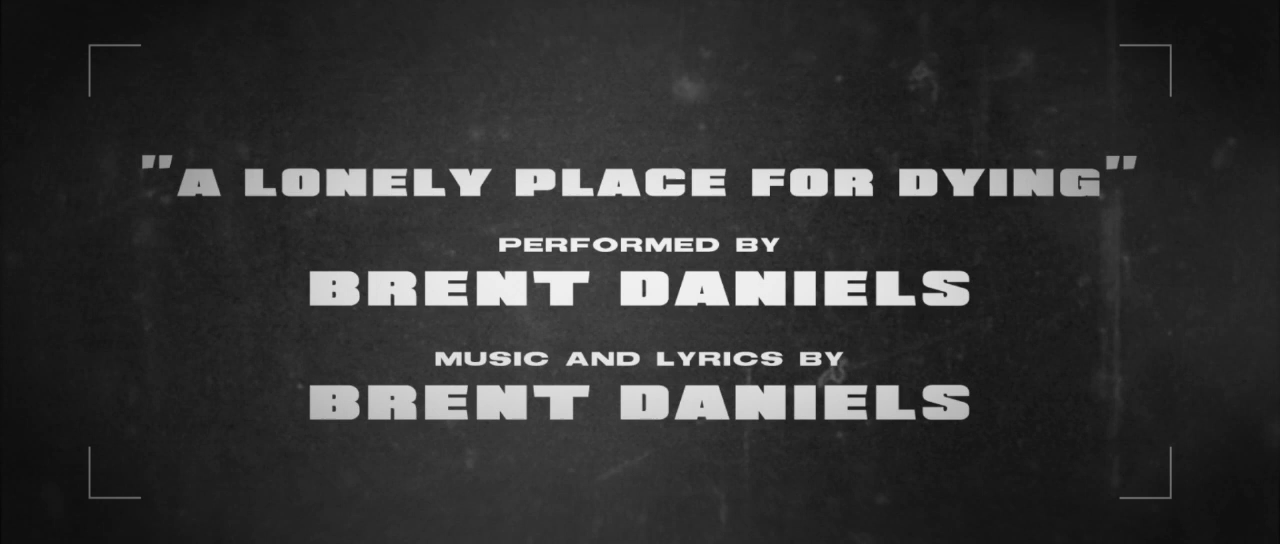 "A LONELY PLACE FOR DYING"
PERFORMED BY
BRENT DANIELS
MUSIC AND LYRICS BY
BRENT DANIELS